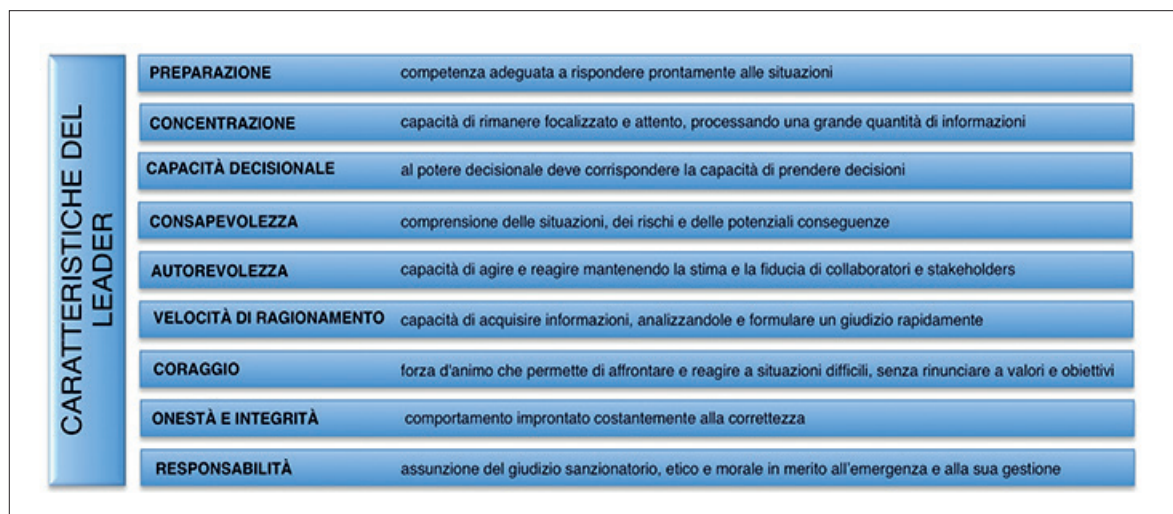 CARATTERISTICHE DEL
LEADER
PREPARAZIONE competenza adeguata a rispondere prontamente alle situazioni
CONCENTRAZIONE capacità di rimanere focalizzato e attento, processando una grande quantità di informazioni
CAPACITÀ DECISIONALE al potere decisionale deve corrispondere la capacità di prendere decisioni
CONSAPEVOLEZZA comprensione delle situazioni, dei rischi e delle potenziali conseguenze
AUTOREVOLEZZA capacità di agire e reagire mantenendo la stima e la fiducia di collaboratori e stakeholders
VELOCITÀ DI RAGIONAMENTO capacità di acquisire informazioni, analizzandole e formulare un giudizio rapidamente
CORAGGIO forza d'animo che permette di affrontare e reagire a situazioni difficili, senza rinunciare a valori e obiettivi
ONESTÀ E INTEGRITÀ comportamento improntato costantemente alla correttezza
RESPONSABILITÀ assunzione del giudizio sanzionatorio, etico e morale in merito all'emergenza e alla sua gestione